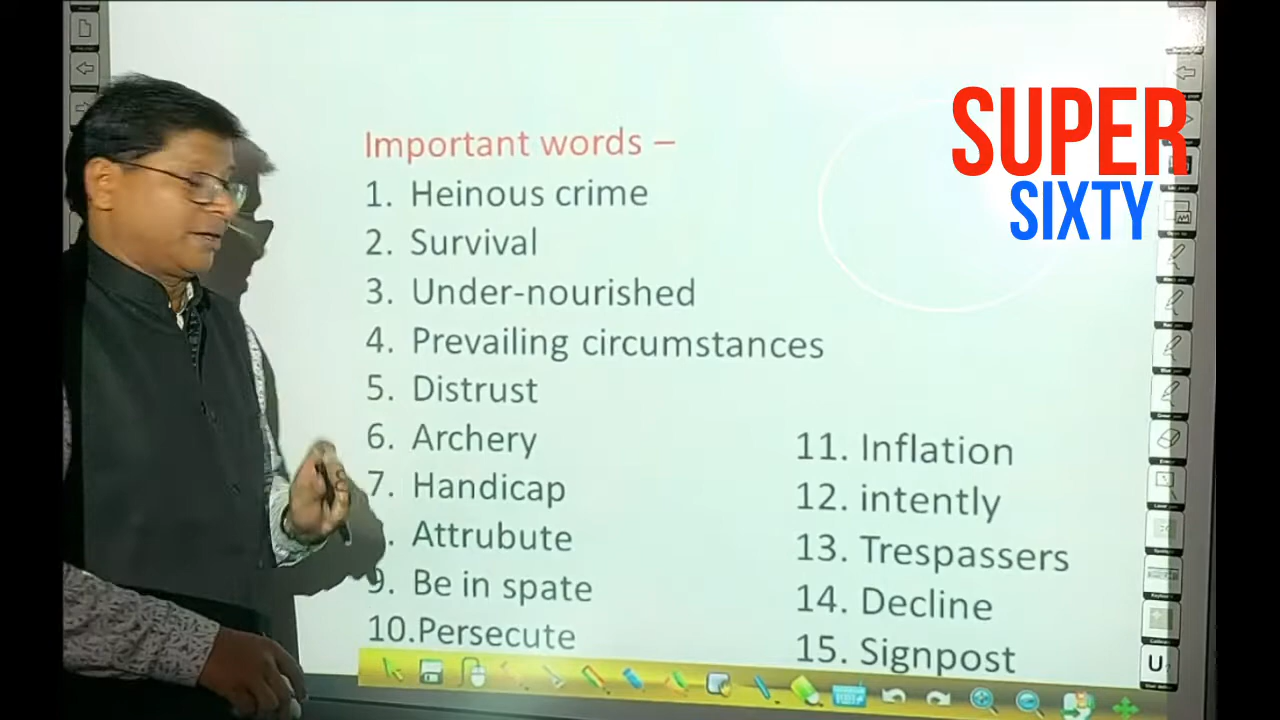 SUPER
SIXTY
Important words –
1. Heinous crime
2. Survival
3. Under-nourished
4. Prevailing circumstances
5. Distrust
6. Archery
7. Handicap
. Attrubute
9. Be in spate
10.Persecute
11. Inflation
12. intently
13. Trespassers
14. Decline
15. Signpost
U